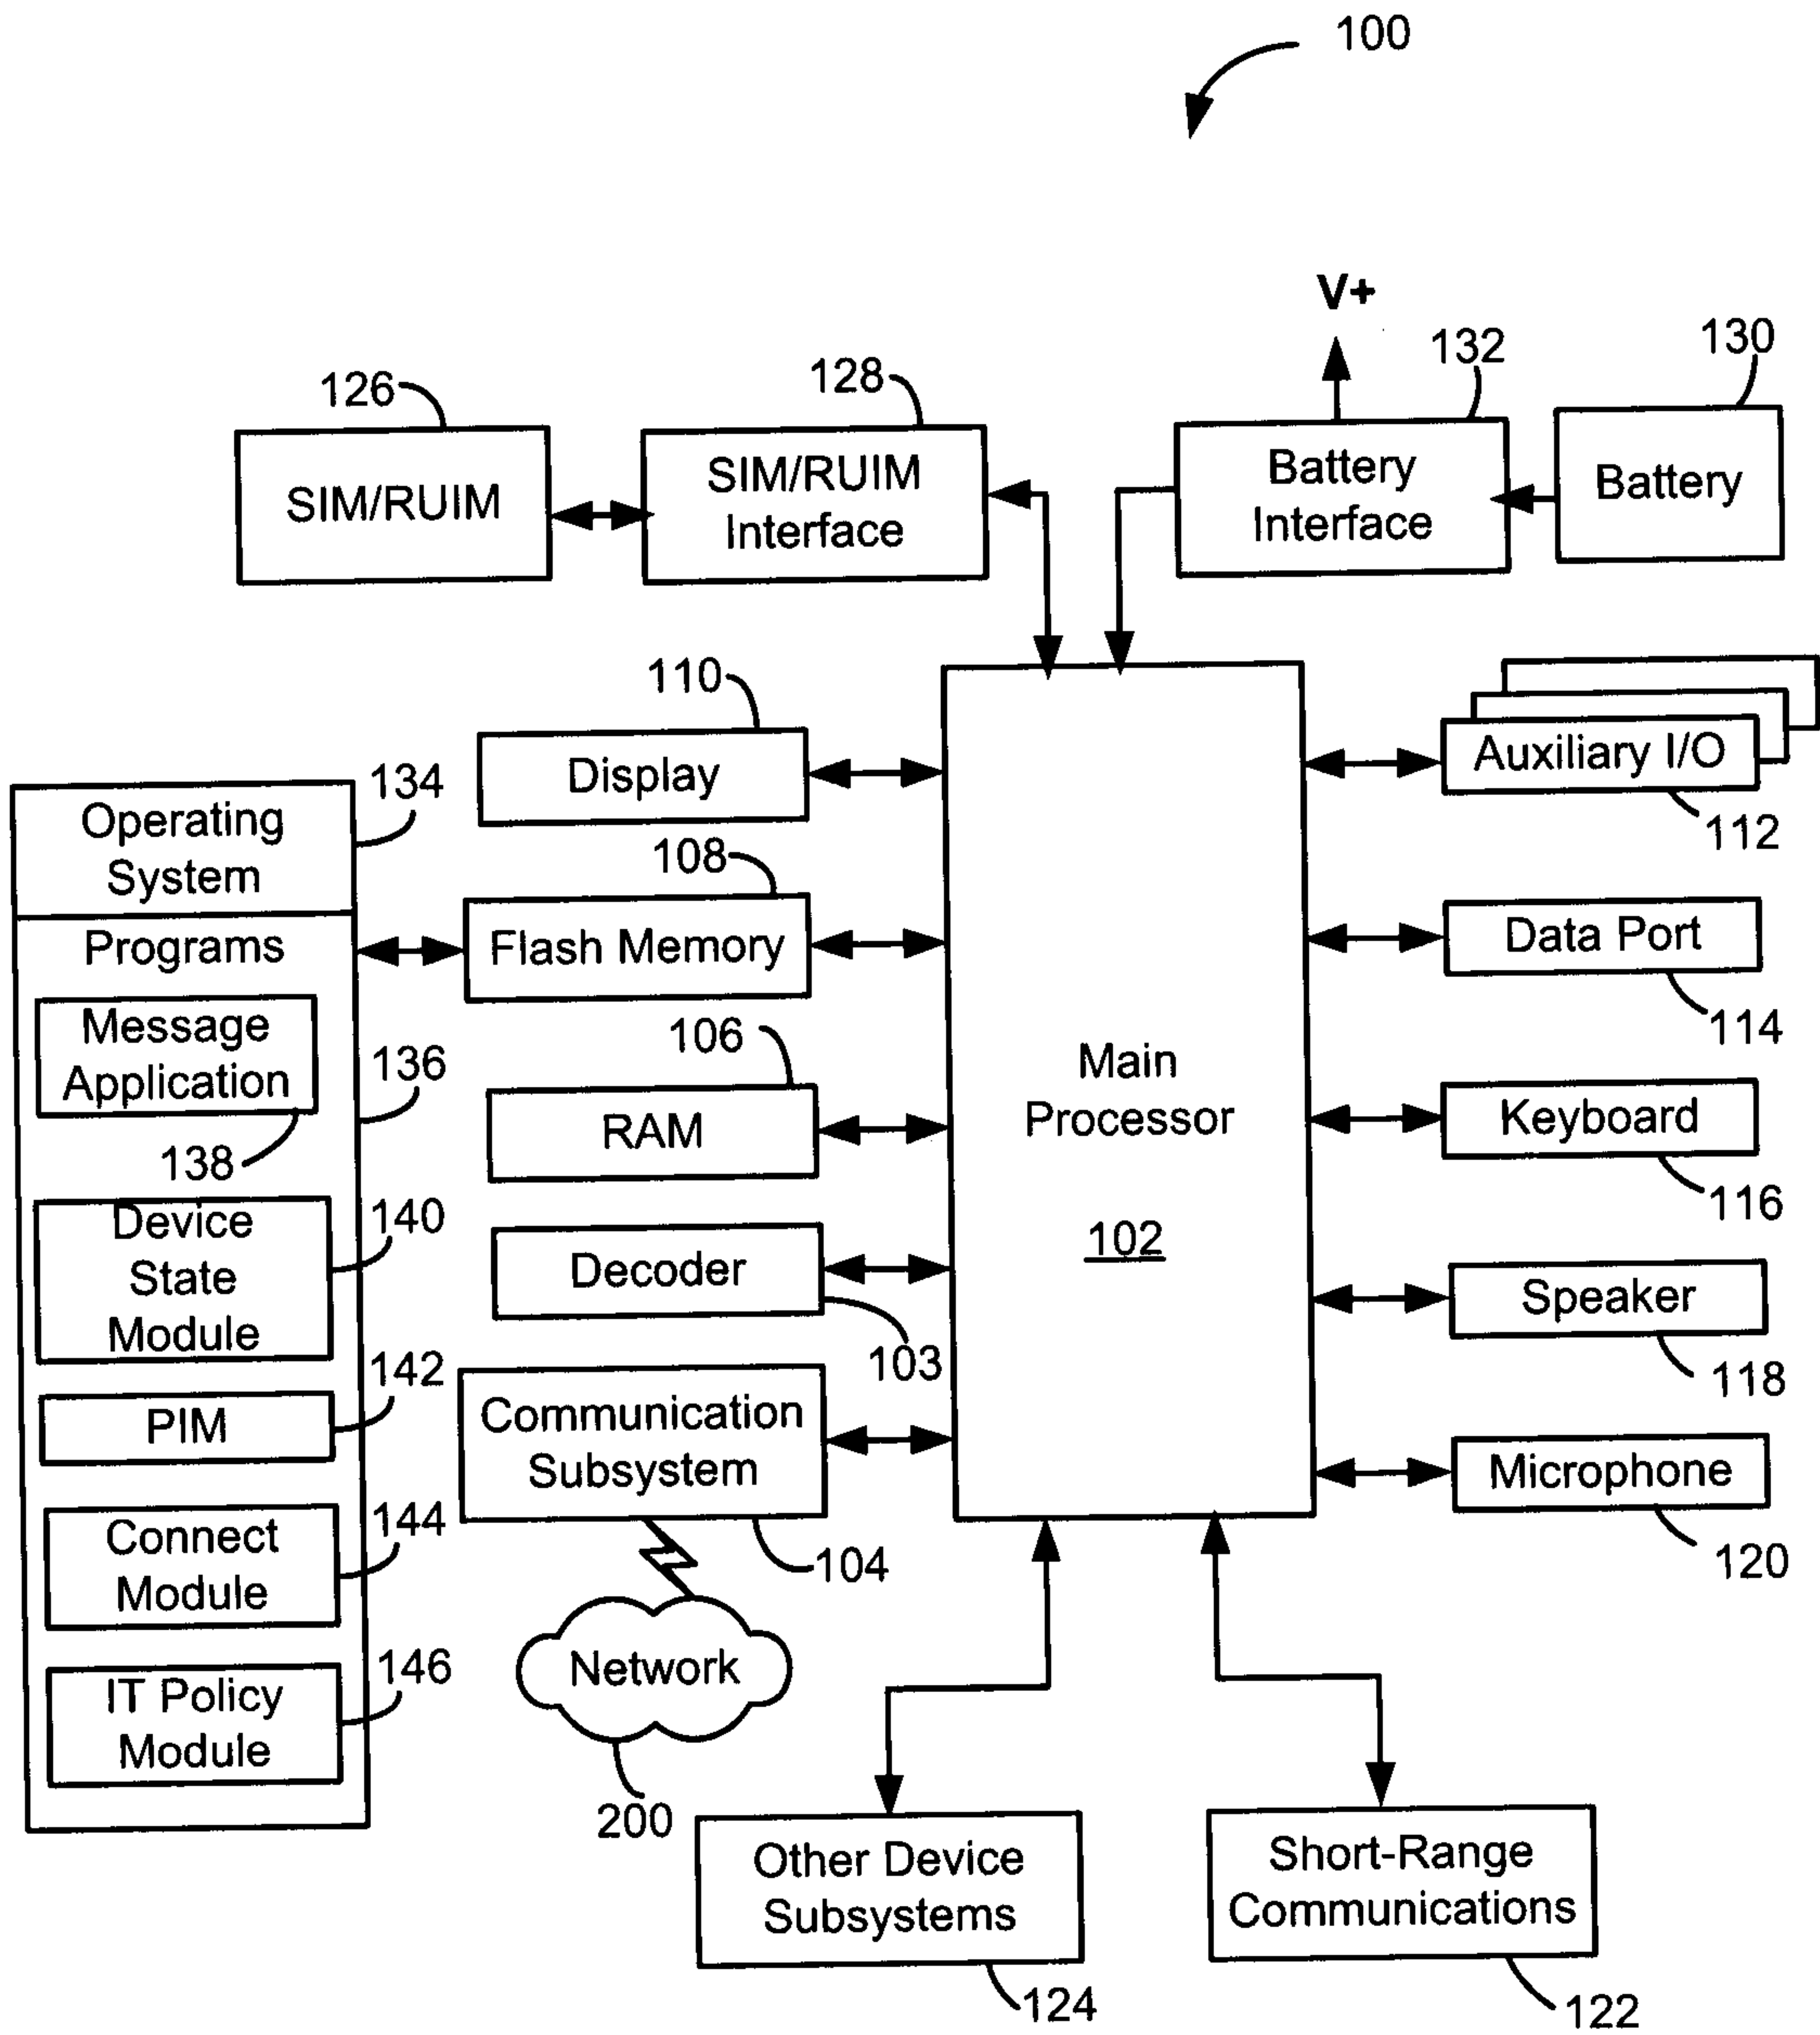 100
V+
126
128
132
130
SIM/RUIM
SIM/RUIM
Interface
Battery
Interface
Battery
110
Display
Auxiliary I/O
112
134
Operating
System
108
Flash Memory
Data Port
114
Programs
Message
Application
138
136
106
RAM
Main
Processor
102
Keyboard
116
Device
State
Module
140
Decoder
103
Speaker
118
PIM
142
Communication
Subsystem
104
Microphone
120
Connect
Module
144
Network
200
IT Policy
Module
146
Other Device
Subsystems
124
Short-Range
Communications
122